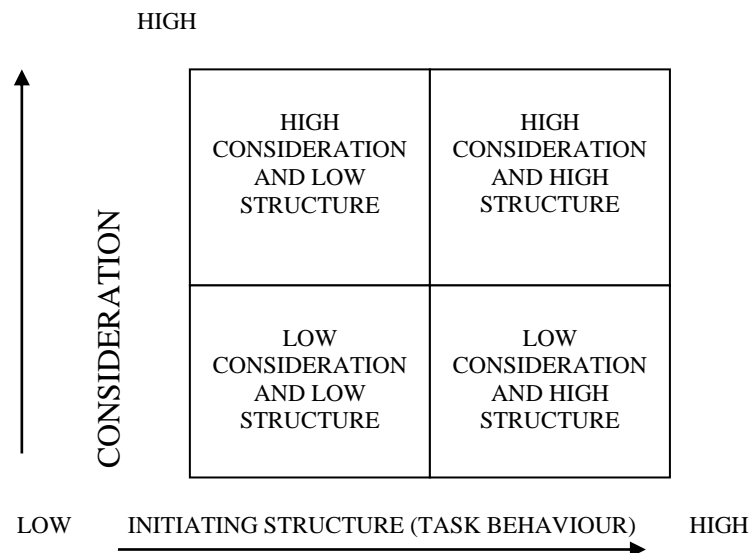 HIGH
HIGH
CONSIDERATION
AND LOW
STRUCTURE
HIGH
CONSIDERATION
AND HIGH
STRUCTURE
CONSIDERATION
LOW
CONSIDERATION
AND LOW
STRUCTURE
LOW
CONSIDERATION
AND HIGH
STRUCTURE
LOW INITIATING STRUCTURE (TASK BEHAVIOUR) HIGH